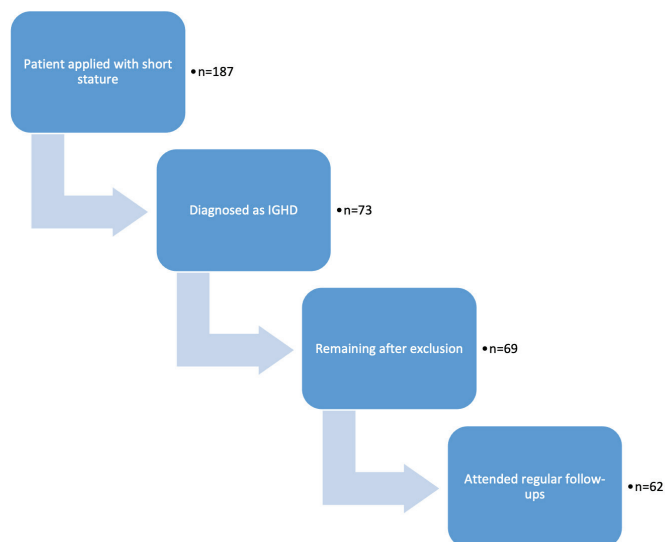 Patient applied with short
stature
•n=187
Diagnosed as IGHD
•n=73
Remaining after exclusion
•n=69
Attended regular follow-
ups
•n=62